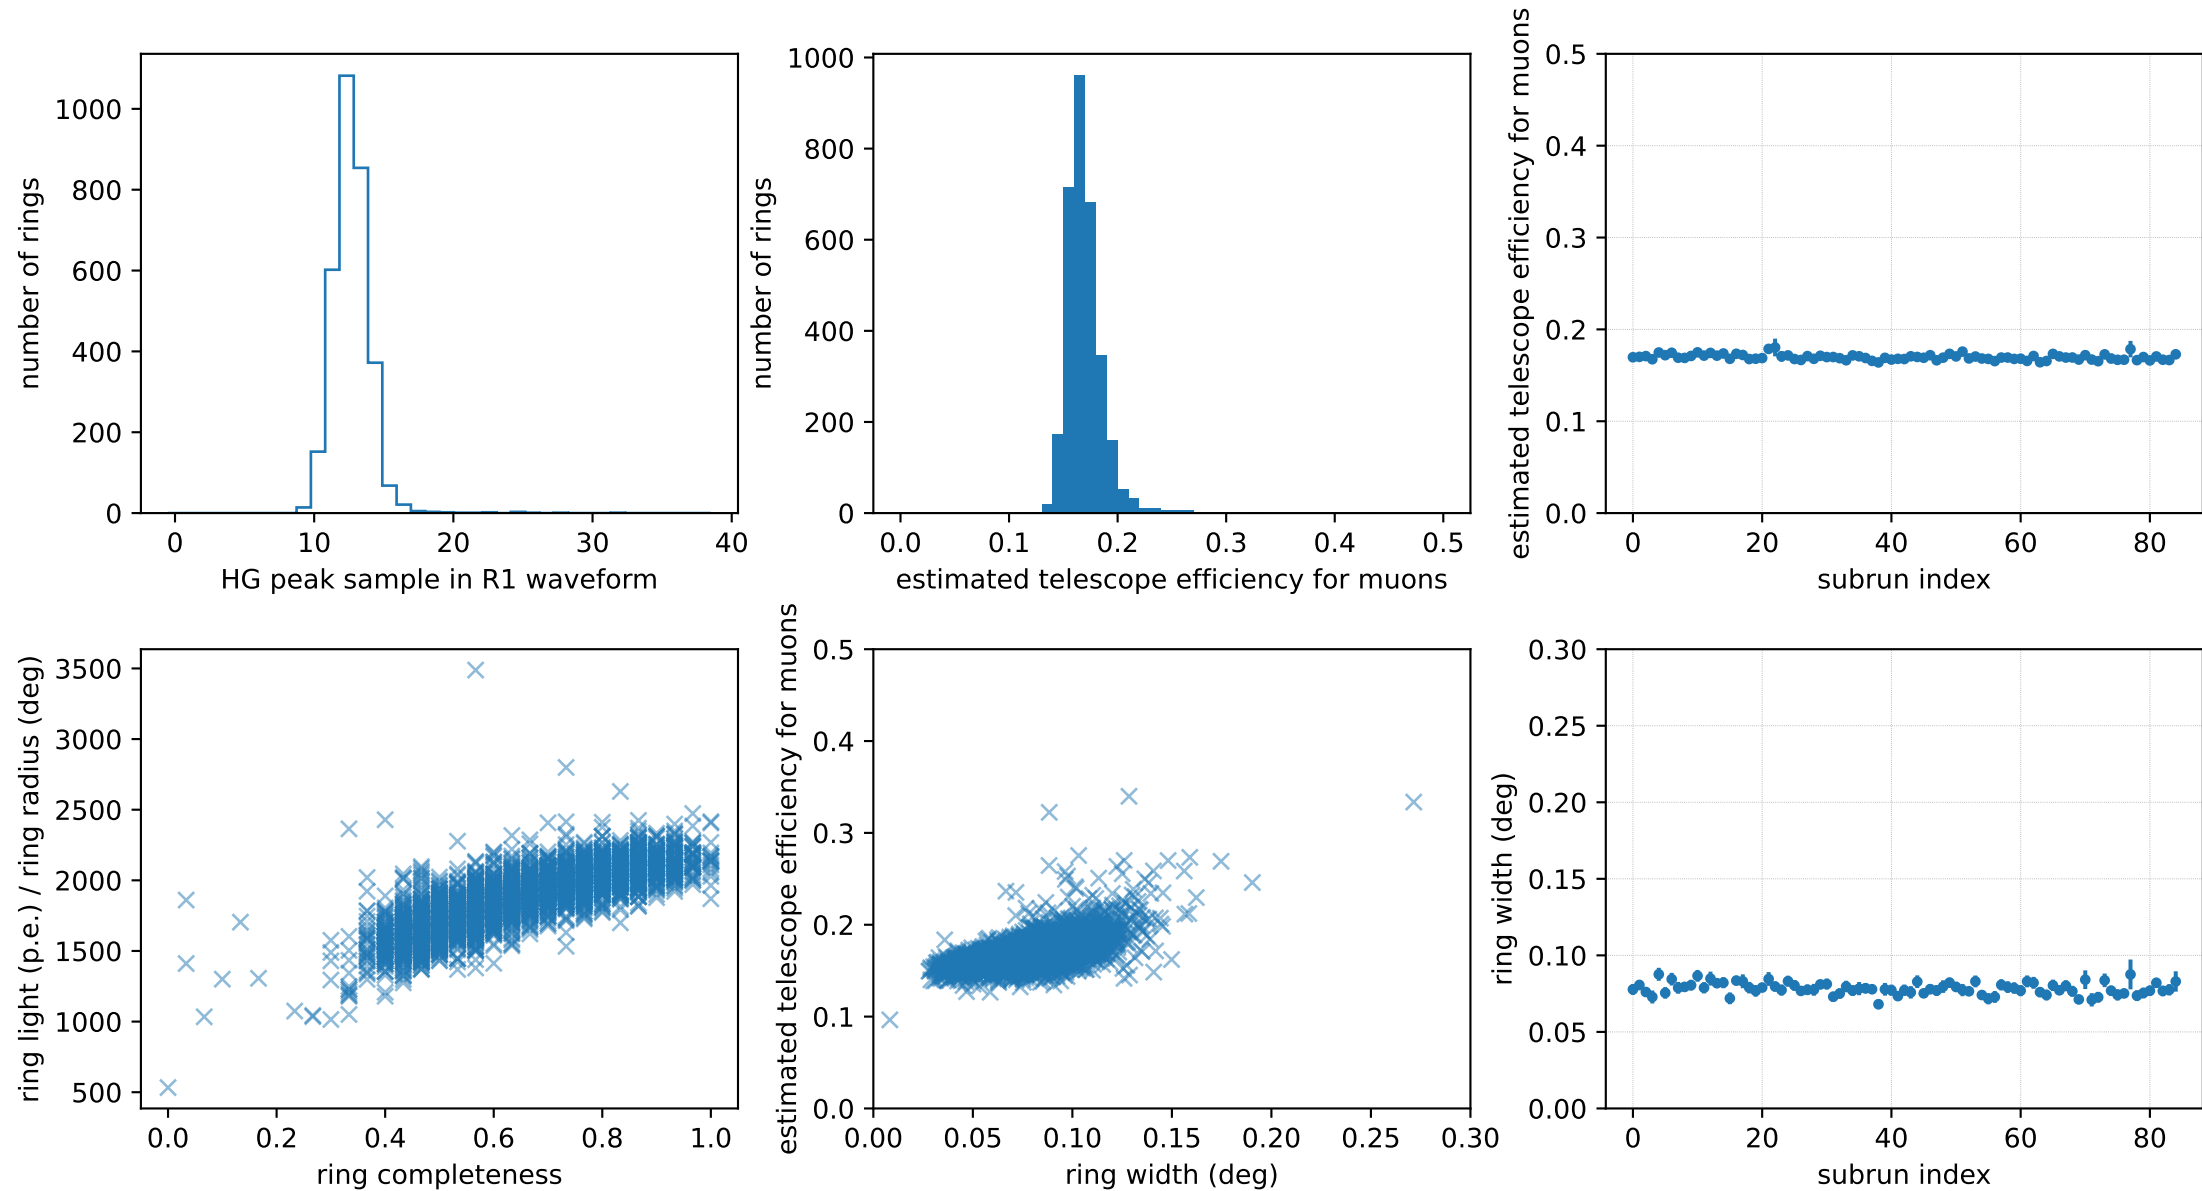 number of rings
1000
800
600
400
200
0
0 10 20 30 40
HG peak sample in R1 waveform
number of rings
1000
800
600
400
200
0
0.0 0.1 0.2 0.3 0.4 0.5
estimated telescope efficiency for muons
estimated telescope efficiency for muons
0.5
0.4
0.3
0.2
0.1
0.0
0 20 40 60 80
subrun index
ring light (p.e.) / ring radius (deg)
3500
3000
2500
2000
1500
1000
500
0.0 0.2 0.4 0.6 0.8 1.0
ring completeness
estimated telescope efficiency for muons
0.5
0.4
0.3
0.2
0.1
0.0
0.00 0.05 0.10 0.15 0.20 0.25 0.30
ring width (deg)
ring width (deg)
0.30
0.25
0.20
0.15
0.10
0.05
0.00
0 20 40 60 80
subrun index